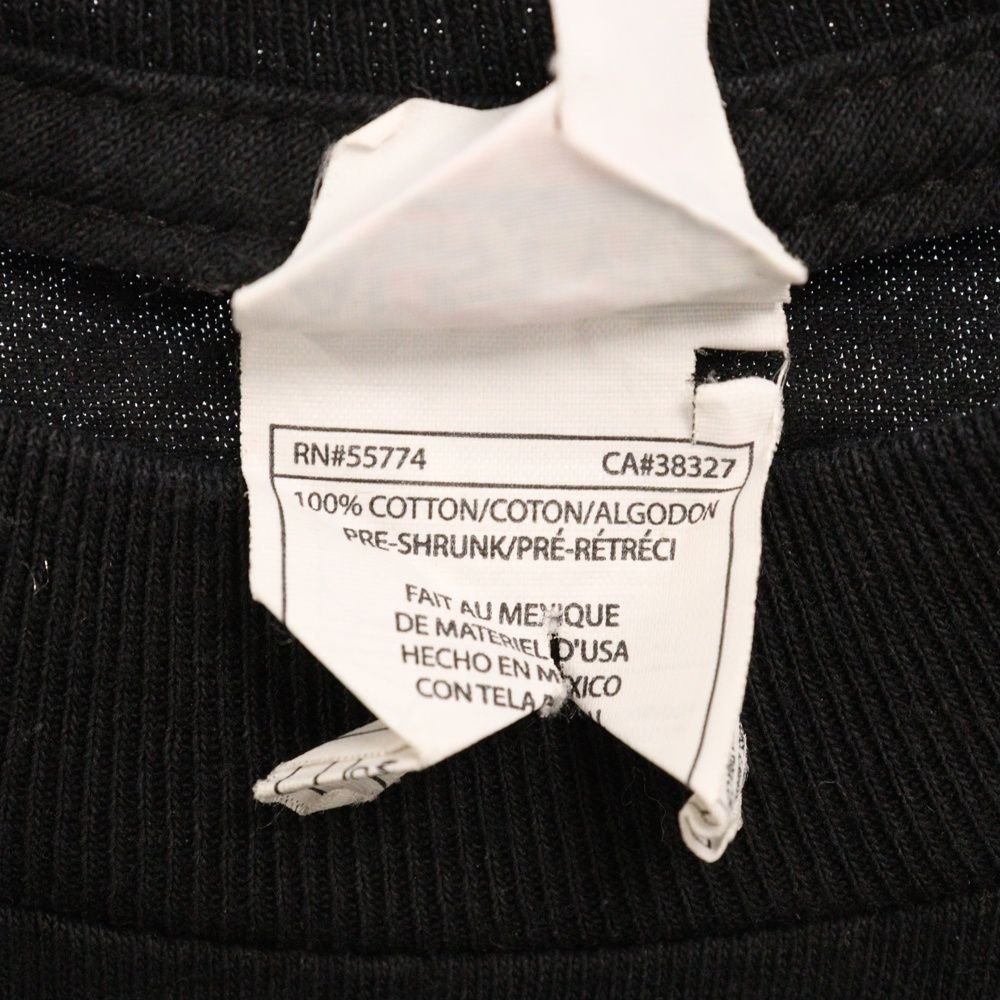 RN#55774 CA#38327
100% COTTON/COTON/ALGODON
PRE-SHRUNK/PRÉ-RÉTRÉCI
FAIT AU MEXIQUE
DE MATERIEL D'USA
HECHO EN MEXICO
CON TELA